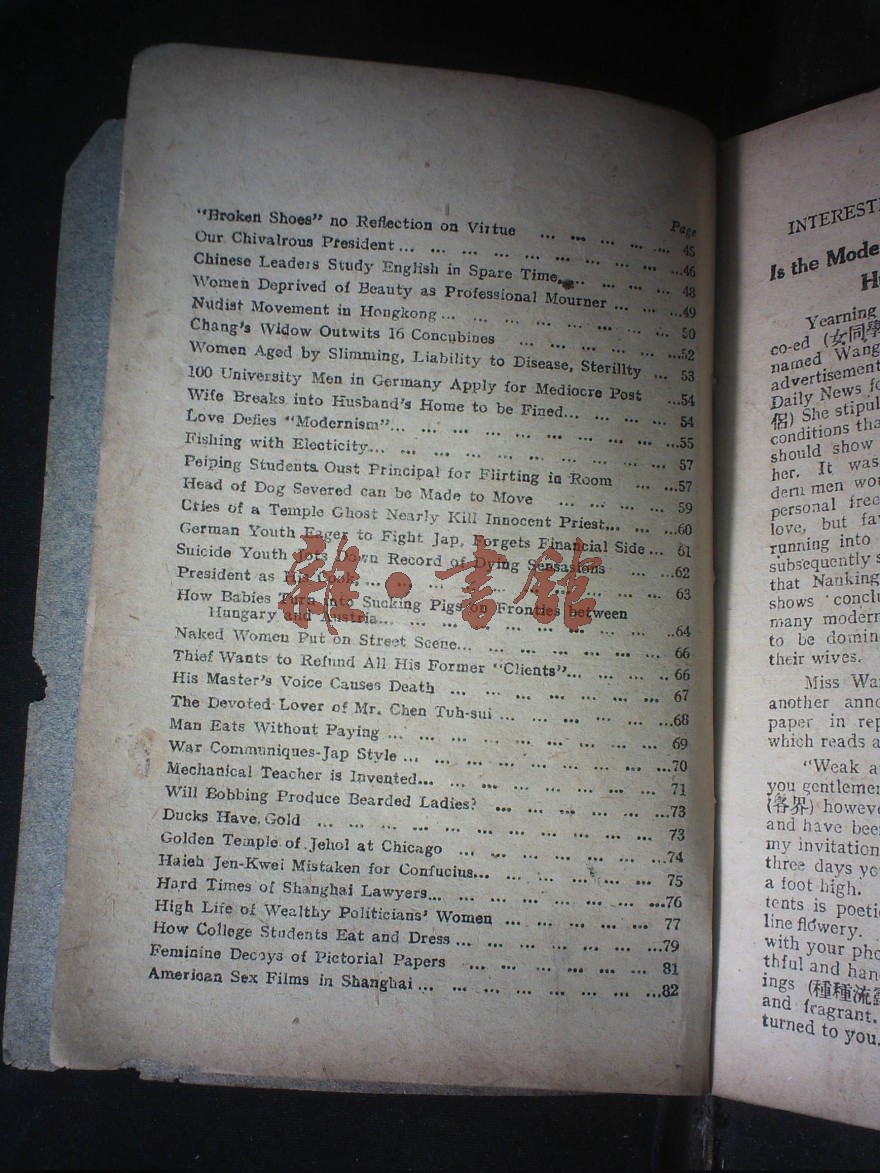 Page
"Broken Shoes" no Reflection on Virtue ... ... ... ... ... 45
Our Chivalrous President ... ... ... ... ... ... ... ... ...46
Chinese Leaders Study English in Spare Time, ... ... ... ... 48
Women Deprived of Beauty as Professional Mourner ... ... ...49
Nudist Movement in Hongkong ... ... ... ... ... ... ... 50
Chang's Widow Outwits 16 Concubines ... ... ... ... ... ...52
Women Aged by Slimming, Liability to Disease, Sterillty ... 53
100 University Men in Germany Apply for Mediocre Post ...54
Wife Breaks into Husband's Home to be Fined... ... ... ... 54
Love Defies "Modernism"... ... ... ... ... ... ... ... ...55
Fishing with Electicity... ... ... ... ... ... ... ... ... 57
Peiping Students Oust Principal for Flirting in Room ... ...57
Head of Dog Severed can be Made to Move ... ... ... ... 59
Cries of a Temple Ghost Nearly Kill Innocent Priest... ... ...60
German Youth Eager to Fight Jap, Forgets Financial Side ... 61
Suicide Youth Jots Down Record of Dying Sensasions ... ...62
President as His Cook, ... ... ... ... ... ... ... ... 63
How Babies Turn into Sucking Pigs on Fronties between
Hungary and Austria... ... ... ... ... ... ... ... ...64
Naked Women Put on Street Scene... ... ... ... ... ... 66
Thief Wants to Refund All His Former "Clients"... ... ... .. 66
His Master's Voice Causes Death ... ... ... ... ... ... 67
The Devoted Lover of Mr. Chen Tuh-sui ... ... ... ... ...68
Man Eats Without Paying ... ... ... ... ... ... ... ... 69
War Communiques-Jap Style ... ... ... ... ... ... ... ...70
Mechanical Teacher is Invented... ... ... ... ... ... ... 71
Will Bobbing Produce Bearded Ladies? ... ... ... ... ... ...73
Ducks Have Gold ... ... ... ... ... ... ... ... ... 73
Golden Temple of Jehol at Chicago ... ... ... ... ... ...74
Haieh Jen-Kwei Mistaken for Confucius... ... ... ... ... 75
Hard Times of Shanghai Lawyers... ... ... ... ... ... ...76
High Life of Wealthy Politicians' Women ... ... ... ... ... 77
How College Students Eat and Dress ... ... ... ... ... ...79
Feminine Decoys of Pictorial Papers ... ... ... ... ... ... 81
American Sex Films in Shanghai ... ... ... ... ... ... ...82
雜·書館
INTEREST
Is the Mode
Yearning
co-ed (女同學
named Wang
advertisement
Daily News fo
侶) She stipul
conditions tha
should show
her. It was
dern men wou
personal free
love, but fav
running into
subsequently s
that Nanking
shows conclu
many modern
to be domin
their wives.
Miss Wa
another anno
paper in rep
which reads a
"Weak a
you gentlemen
(各界) howeve
and have been
my invitation
three days yo
a foot high.
tents is poetic
line flowery.
with your pho
thful and hand
ings (種種流
and fragrant.
turned to you.